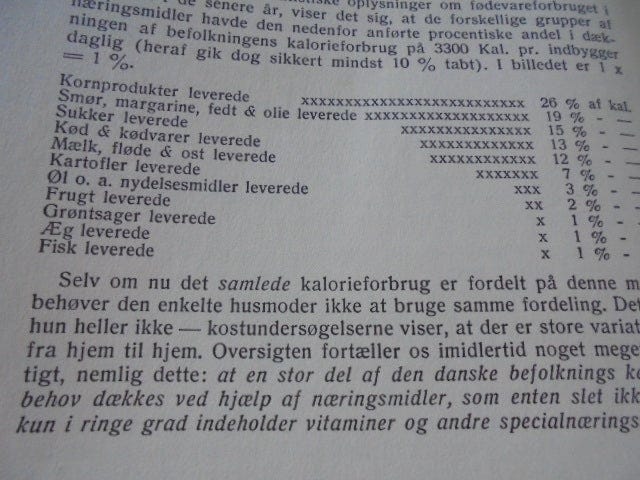 de senere år, viser det sig, at de forskellige grupper af
næringsmidler havde den nedenfor anførte procentiske andel i dæk-
ningen af befolkningens kalorieforbrug på 3300 Kal. pr. indbygger
daglig (heraf gik dog sikkert mindst 10 % tabt). I billedet er 1 x
= 1 %.
Kornprodukter leverede xxxxxxxxxxxxxxxxxxxxxxxxxx 26 % af kal.
Smør, margarine, fedt & olie leverede xxxxxxxxxxxxxxxxxxx 19 % - —
Sukker leverede xxxxxxxxxxxxxxx 15 % - —
Kød & kødvarer leverede xxxxxxxxxxxxx 13 % - —
Mælk, fløde & ost leverede xxxxxxxxxxxx 12 % - —
Kartofler leverede xxxxxxx 7 % - —
Øl o. a. nydelsesmidler leverede xxx 3 % - -
Frugt leverede xx 2 % - -
Grøntsager leverede x 1 % - -
Æg leverede x 1 % -
Fisk leverede x 1 % -
Selv om nu det samlede kalorieforbrug er fordelt på denne m
behøver den enkelte husmoder ikke at bruge samme fordeling. Det
hun heller ikke — kostundersøgelserne viser, at der er store variat
fra hjem til hjem. Oversigten fortæller os imidlertid noget mege
tigt, nemlig dette: at en stor del af den danske befolknings ka
behov dækkes ved hjælp af næringsmidler, som enten slet ikk
kun i ringe grad indeholder vitaminer og andre specialnærings